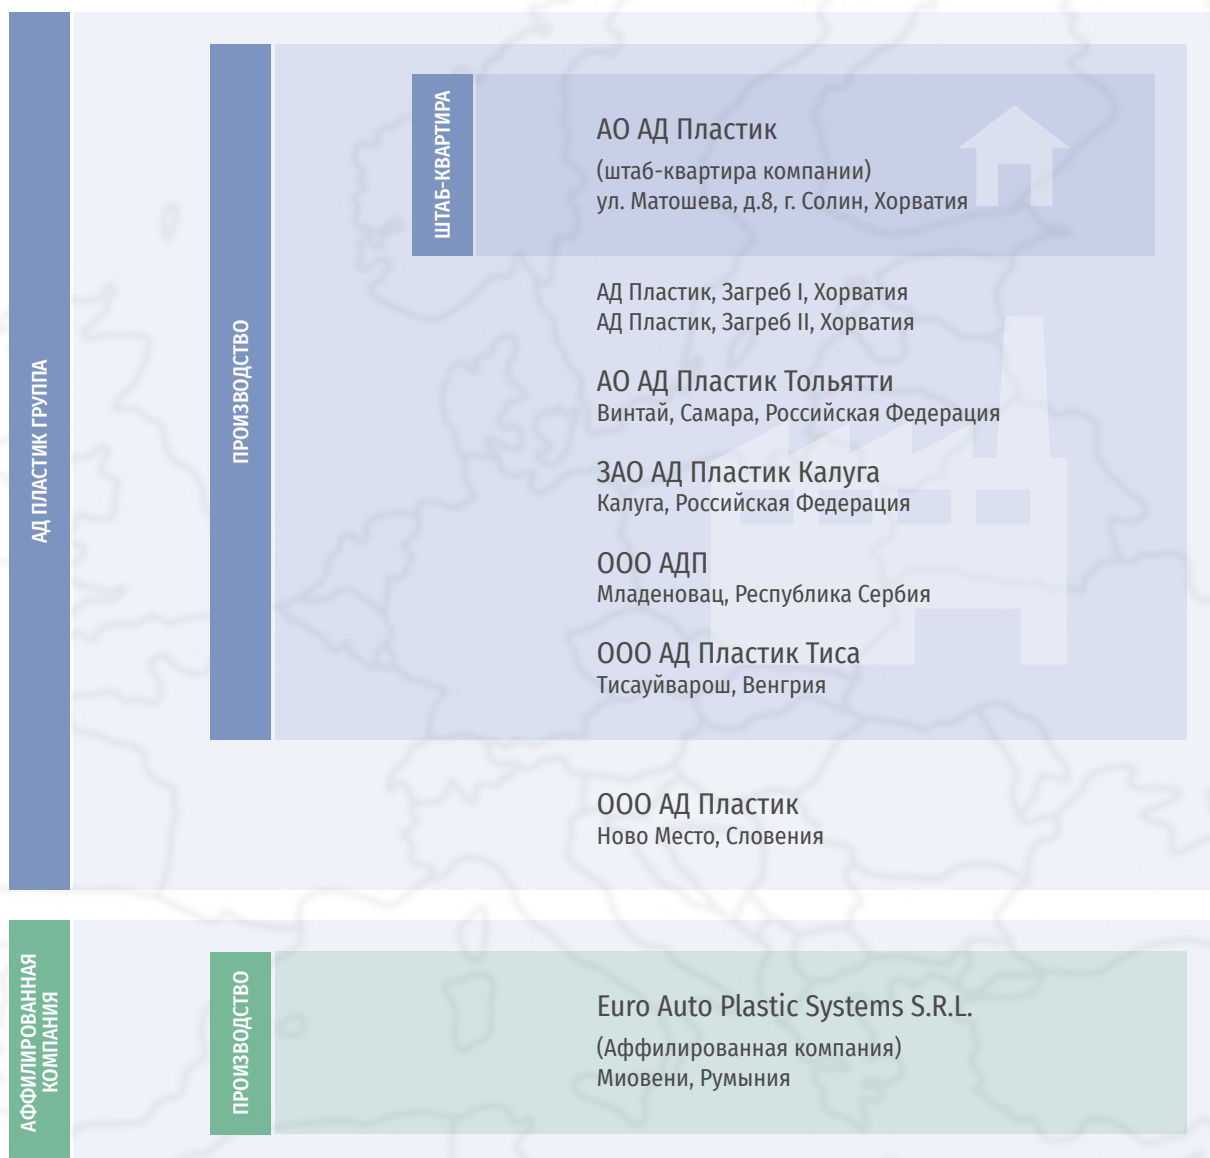 АД ПЛАСТИК ГРУППА
ПРОИЗВОДСТВО
ШТАБ-КВАРТИРА
АО АД Пластик
(штаб-квартира компании)
ул. Матошева, д.8, г. Солин, Хорватия
АД Пластик, Загреб I, Хорватия
АД Пластик, Загреб II, Хорватия
АО АД Пластик Тольятти
Винтай, Самара, Российская Федерация
ЗАО АД Пластик Калуга
Калуга, Российская Федерация
ООО АДП
Младеновац, Республика Сербия
ООО АД Пластик Тиса
Тисауйварош, Венгрия
ООО АД Пластик
Ново Место, Словения
АФФИЛИРОВАННАЯ
КОМПАНИЯ
ПРОИЗВОДСТВО
Euro Auto Plastic Systems S.R.L.
(Аффилированная компания)
Миовени, Румыния